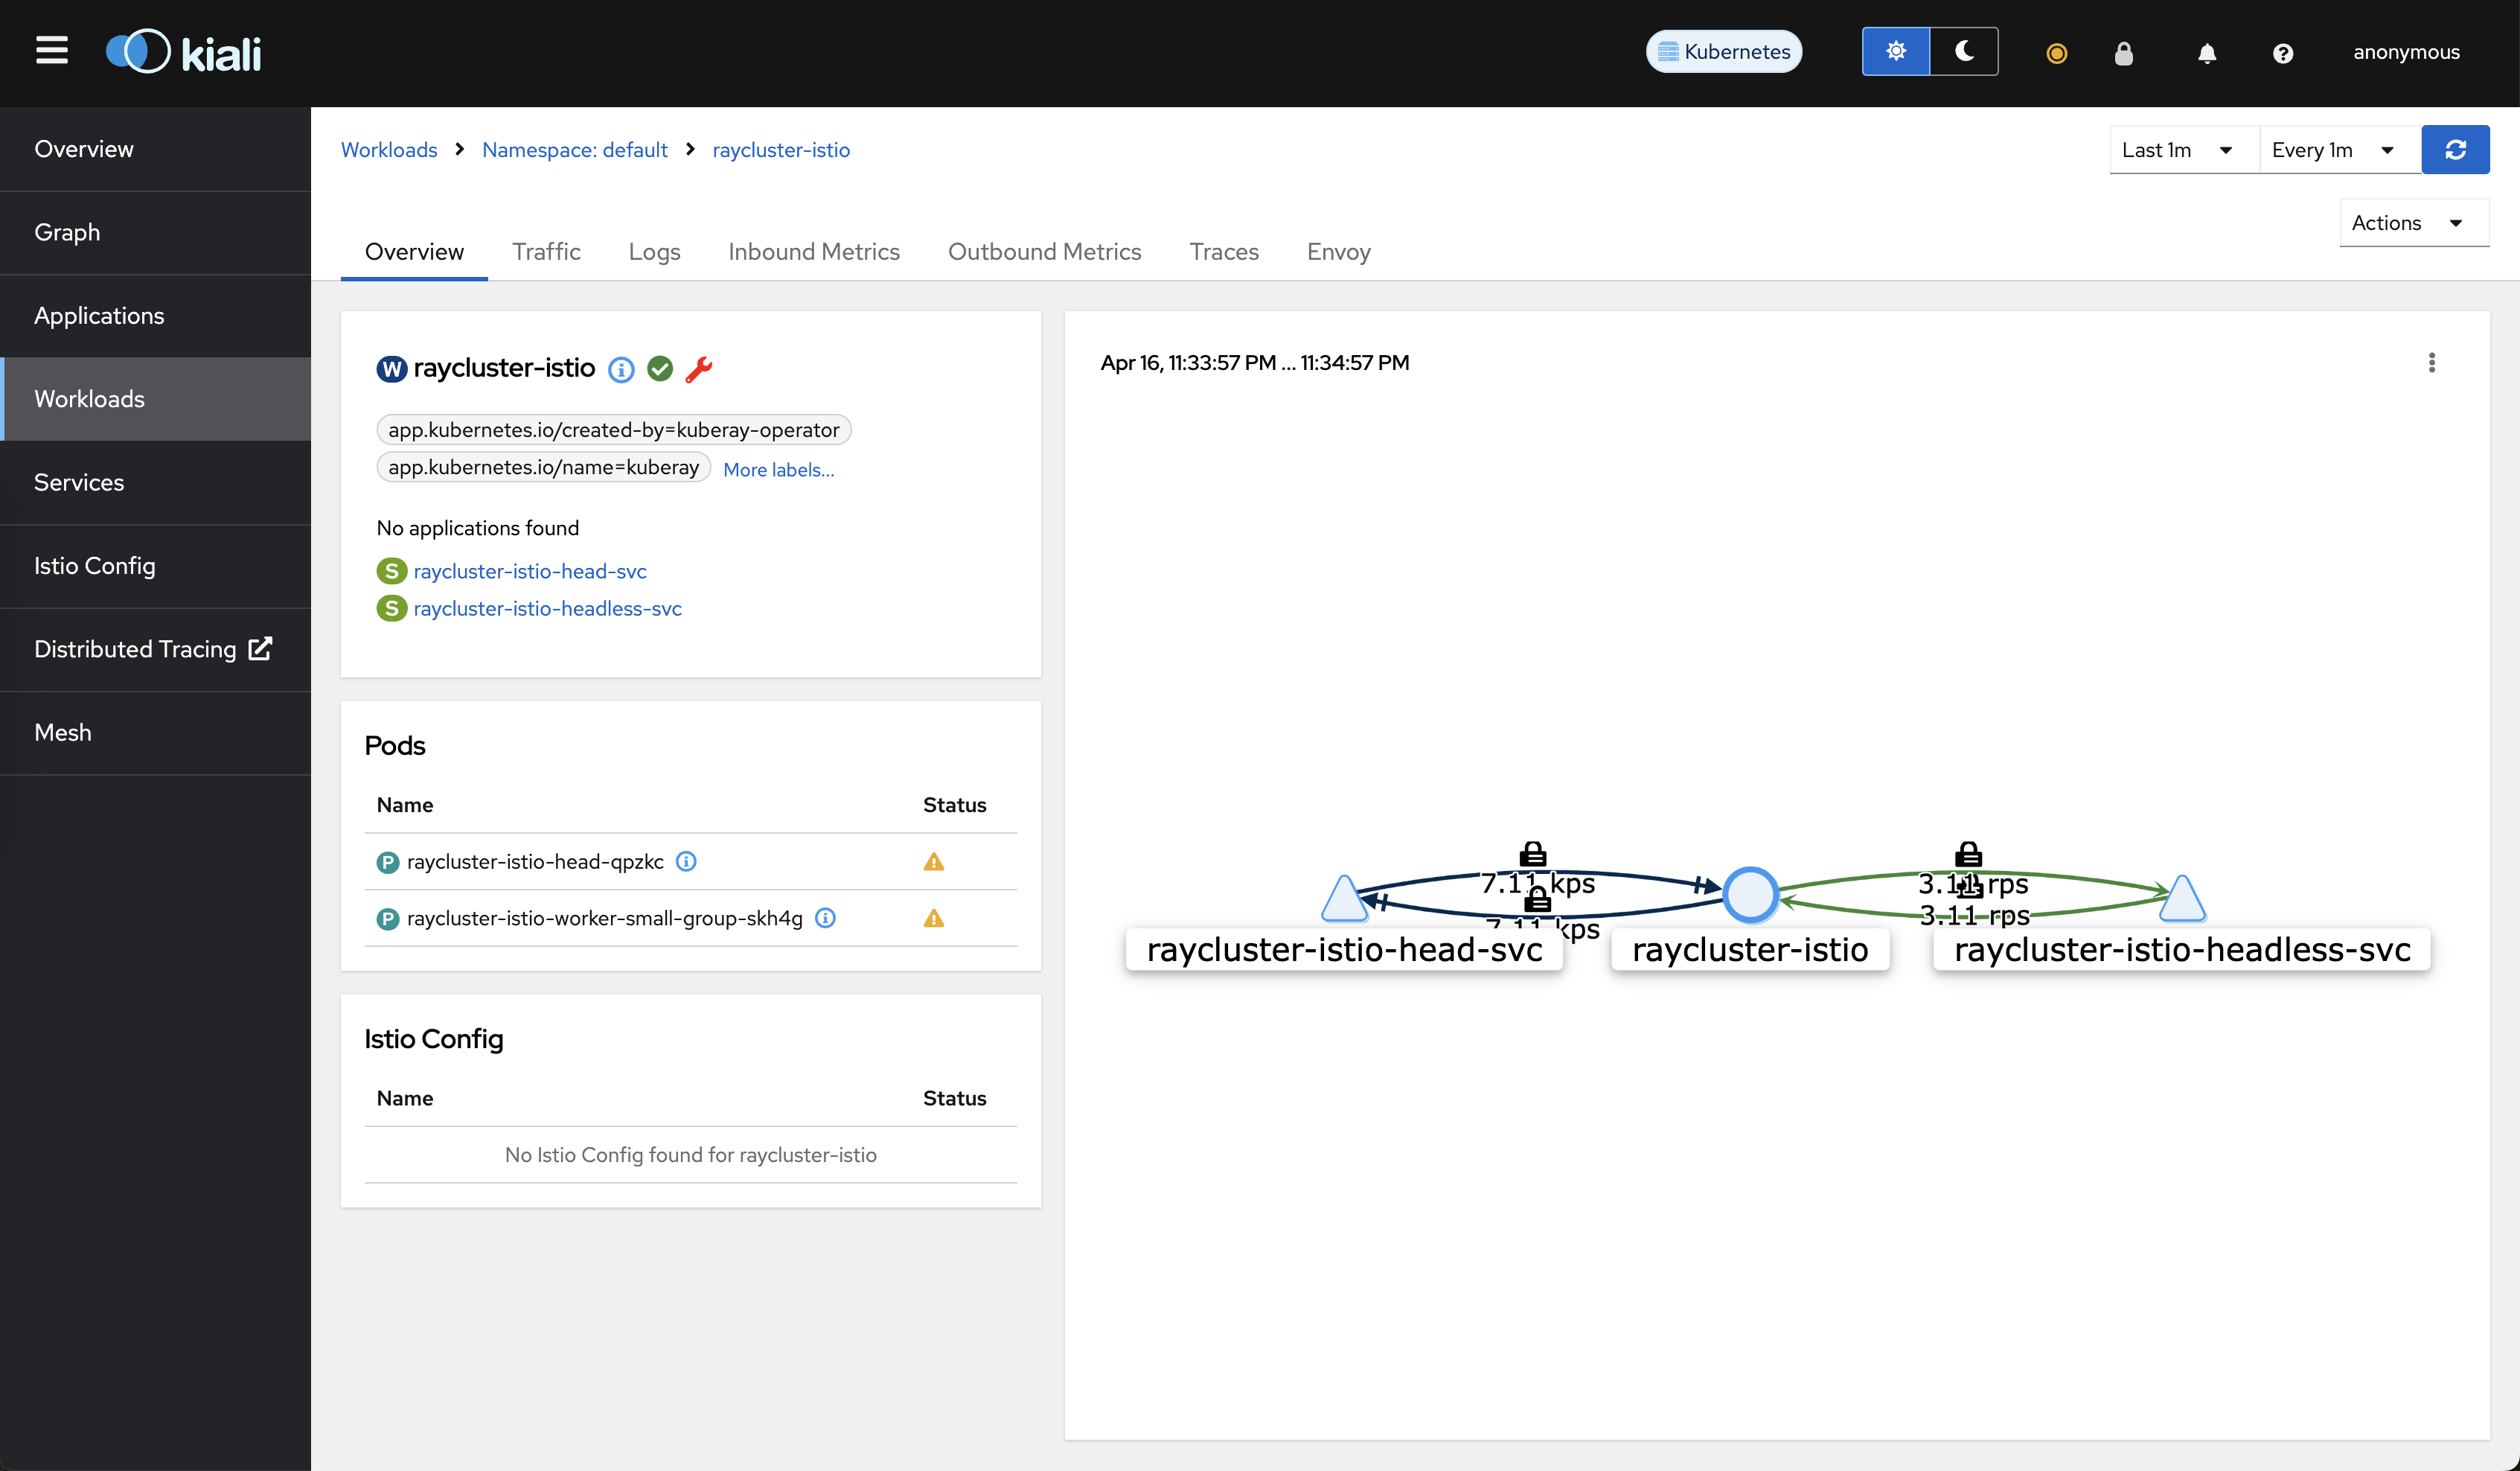 kiali
Kubernetes
anonymous
Overview
Graph
Applications
Workloads
Services
Istio Config
Distributed Tracing
Mesh
Workloads > Namespace: default > raycluster-istio
Last 1m
Every 1m
Actions
Overview Traffic Logs Inbound Metrics Outbound Metrics Traces Envoy
W raycluster-istio
app.kubernetes.io/created-by=kuberay-operator
app.kubernetes.io/name=kuberay More labels...
No applications found
S raycluster-istio-head-svc
S raycluster-istio-headless-svc
Pods
Name Status
P raycluster-istio-head-qpzkc
P raycluster-istio-worker-small-group-skh4g
Istio Config
Name Status
No Istio Config found for raycluster-istio
Apr 16, 11:33:57 PM ... 11:34:57 PM
7.11 kps
7.11 kps
3.11 rps
3.11 rps
raycluster-istio-head-svc
raycluster-istio
raycluster-istio-headless-svc